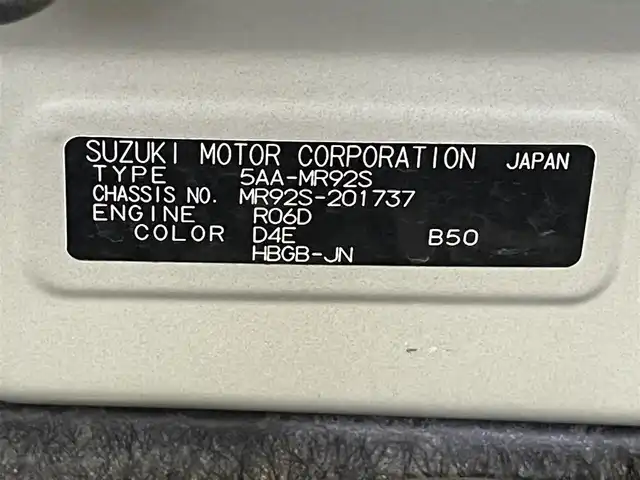 SUZUKI MOTOR CORPORATION JAPAN
TYPE 5AA-MR92S
CHASSIS NO. MR92S-201737
ENGINE R06D
COLOR D4E B50
HBGB-JN